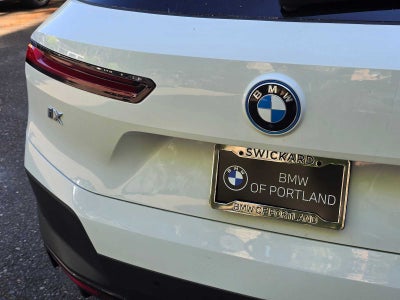 BMW
iX
SWICKARD
BMW
OF PORTLAND
BMW OF PORTLAND